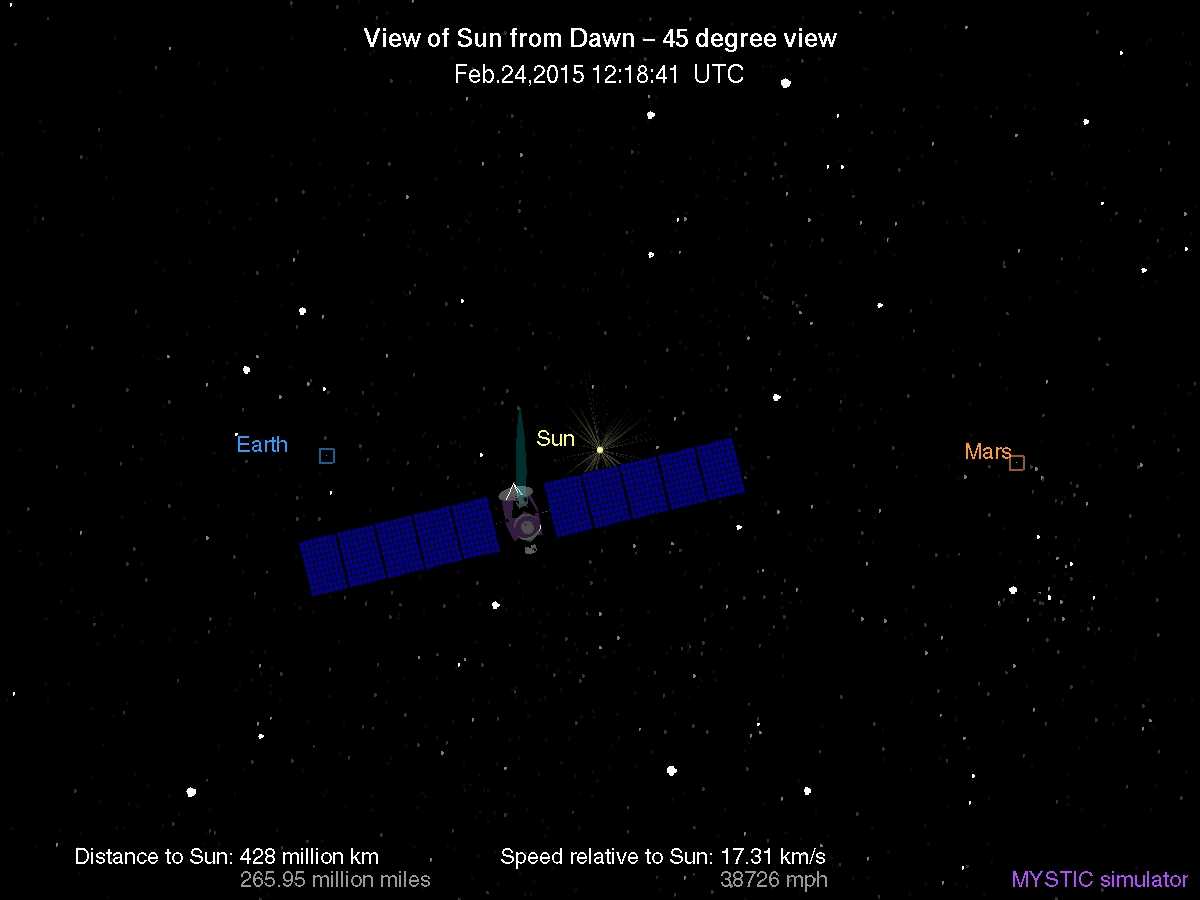 View of Sun from Dawn – 45 degree view
Feb.24,2015 12:18:41 UTC
Sun
Earth
Mars
Distance to Sun: 428 million km
265.95 million miles
Speed relative to Sun: 17.31 km/s
38726 mph
MYSTIC simulator